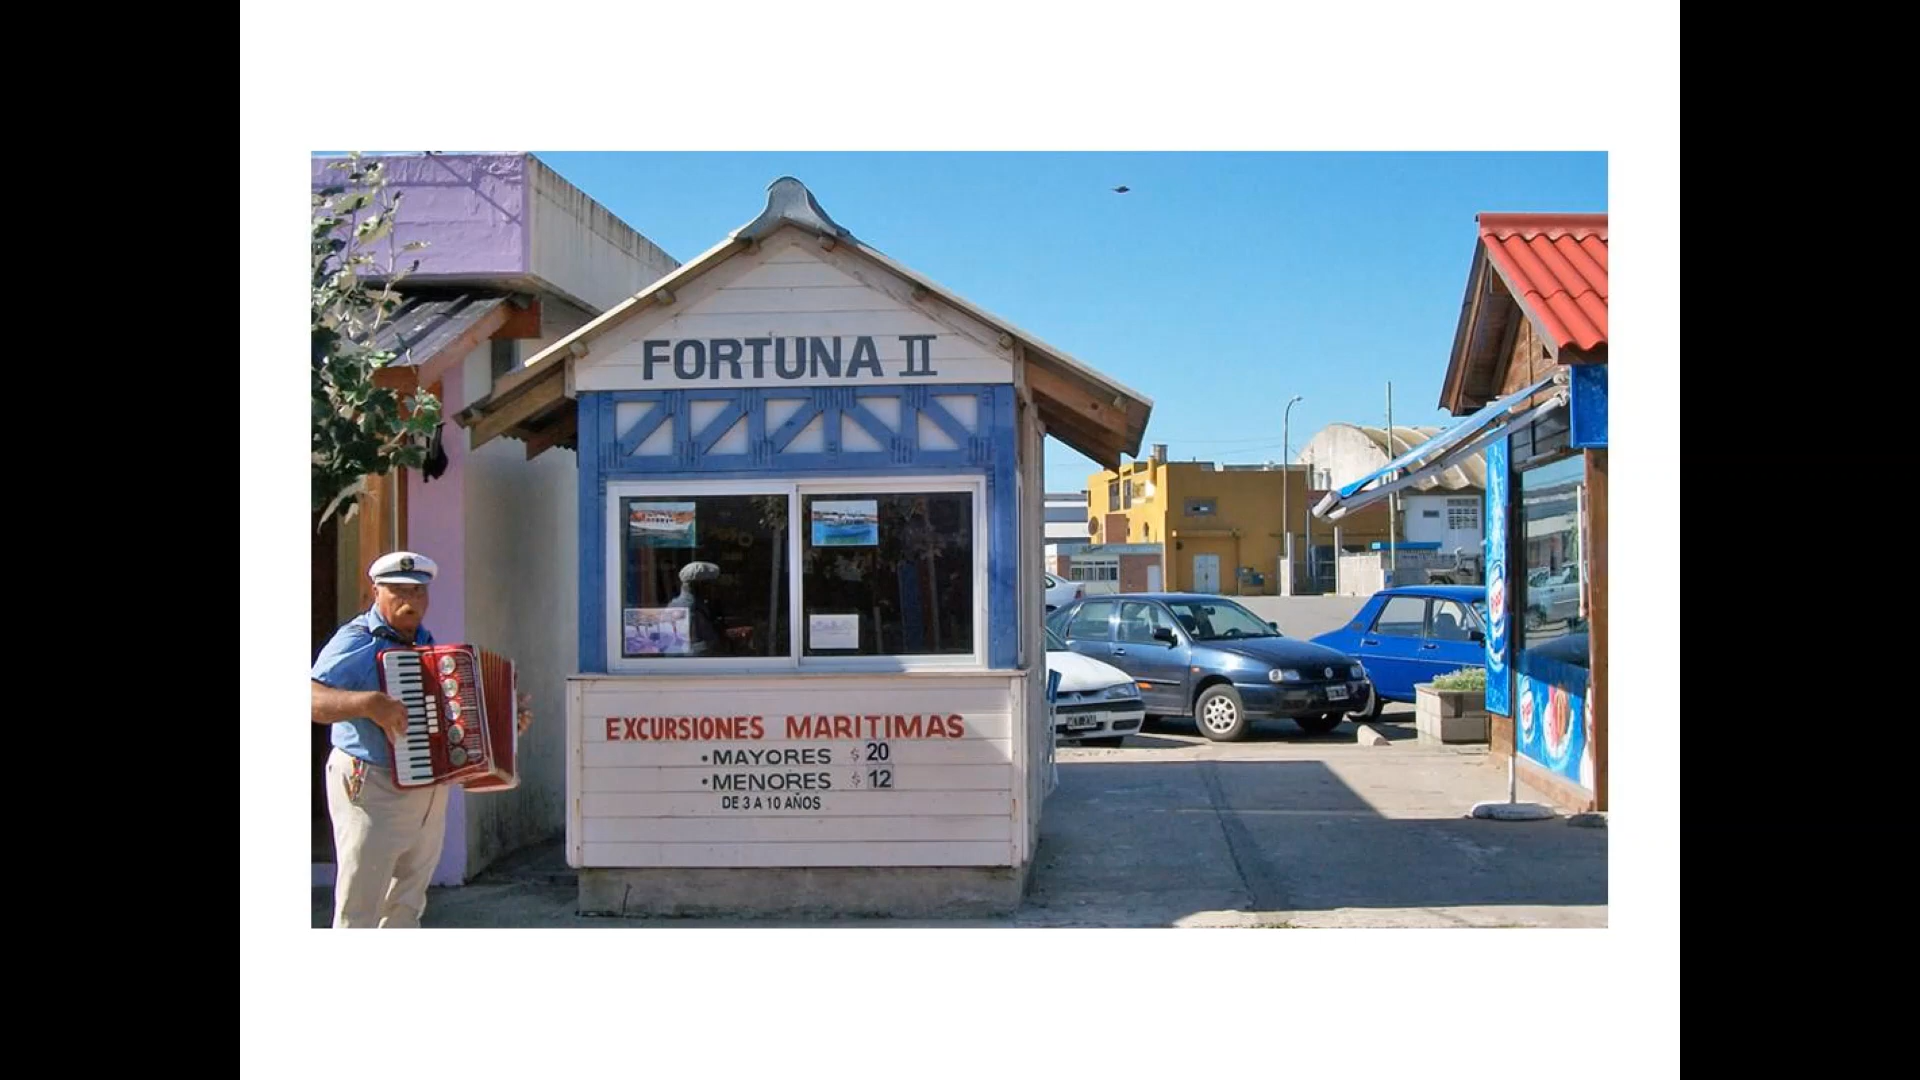 FORTUNA II
EXCURSIONES MARITIMAS
•MAYORES $ 20
•MENORES $ 12
DE 3 A 10 AÑOS